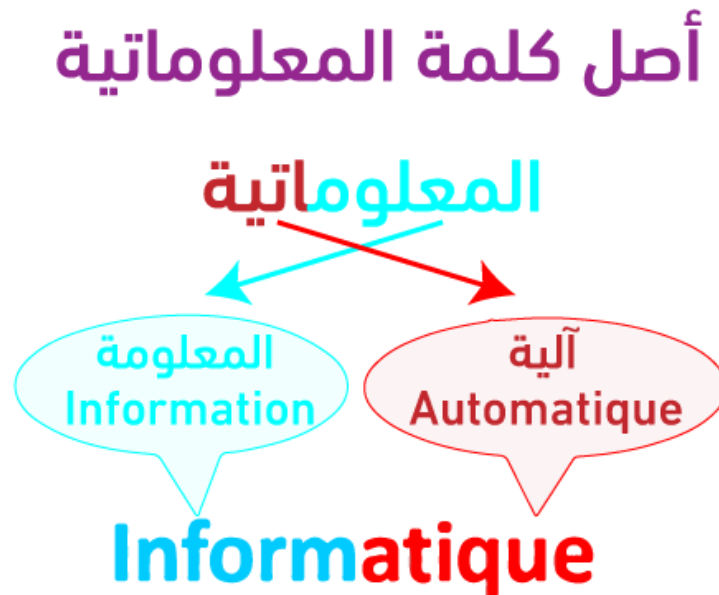 أصل كلمة المعلوماتية
المعلوماتية
المعلومة
Information
آلية
Automatique
Informatique